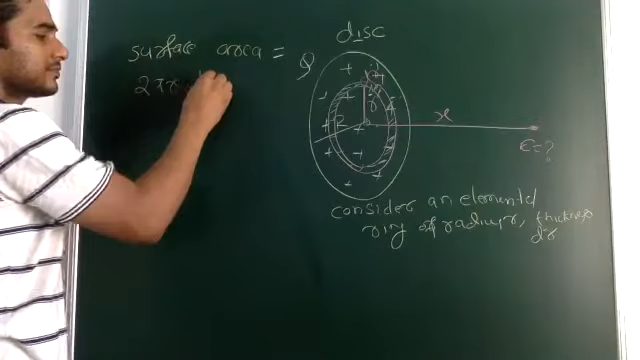 disc
surface area =
Q
2πr
R
r
x
E=?
consider an elemental
ring of radius r, thickness
dr